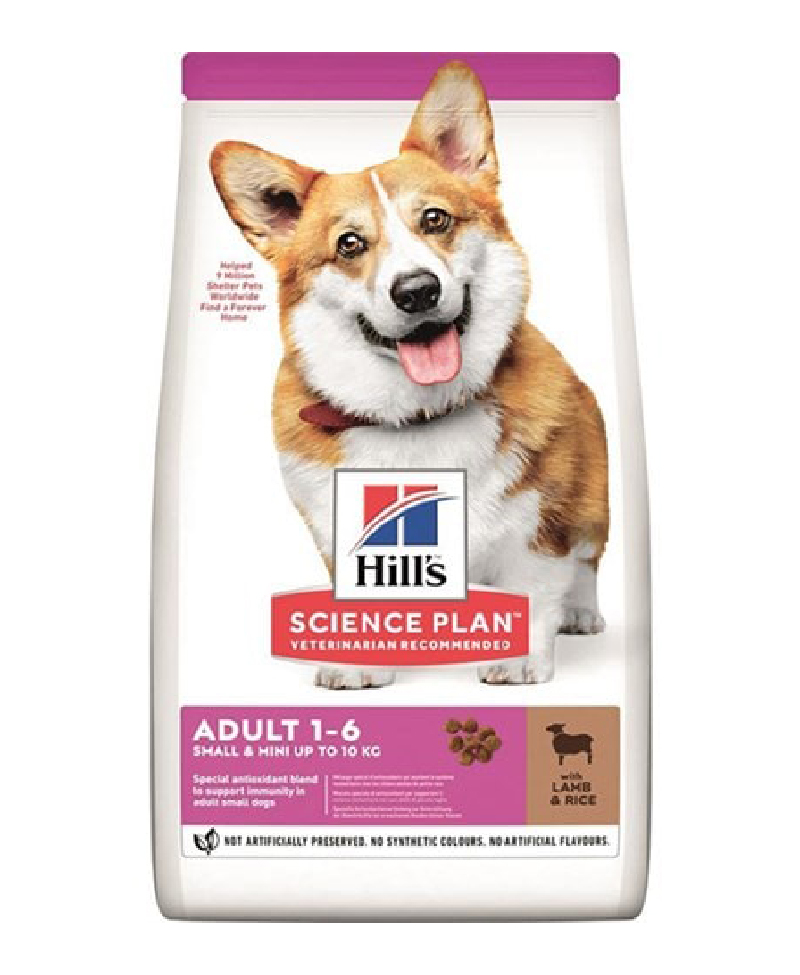 Helped
9 Million
Shelter Pets
Worldwide
Find a Forever
Home
Hill's
SCIENCE PLAN™
VETERINARIAN RECOMMENDED
ADULT 1-6
SMALL & MINI UP TO 10 KG
Special antioxidant blend
to support immunity in
adult small dogs
with
LAMB
& RICE
NOT ARTIFICIALLY PRESERVED. NO SYNTHETIC COLOURS. NO ARTIFICIAL FLAVOURS.